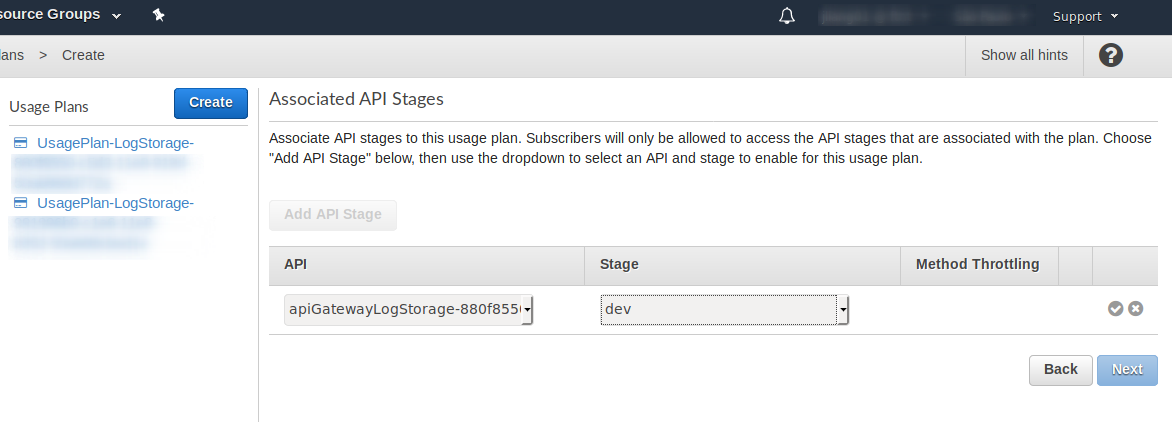 source Groups
Support
lans > Create
Show all hints
?
Usage Plans
Create
UsagePlan-LogStorage-
UsagePlan-LogStorage-
Associated API Stages
Associate API stages to this usage plan. Subscribers will only be allowed to access the API stages that are associated with the plan. Choose
"Add API Stage" below, then use the dropdown to select an API and stage to enable for this usage plan.
Add API Stage
API Stage Method Throttling
apiGatewayLogStorage-880f855 dev
Back Next